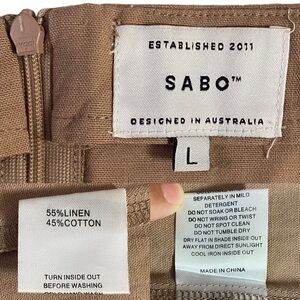 ESTABLISHED 2011
SABO™
DESIGNED IN AUSTRALIA
L
55%LINEN
45%COTTON
TURN INSIDE OUT
BEFORE WASHING
SEPARATELY IN MILD
DETERGENT
DO NOT SOAK OR BLEACH
DO NOT WRING OR TWIST
DO NOT SPOT CLEAN
DO NOT TUMBLE DRY
DRY FLAT IN SHADE INSIDE OUT
AWAY FROM DIRECT SUNLIGHT
COOL IRON INSIDE OUT
MADE IN CHINA